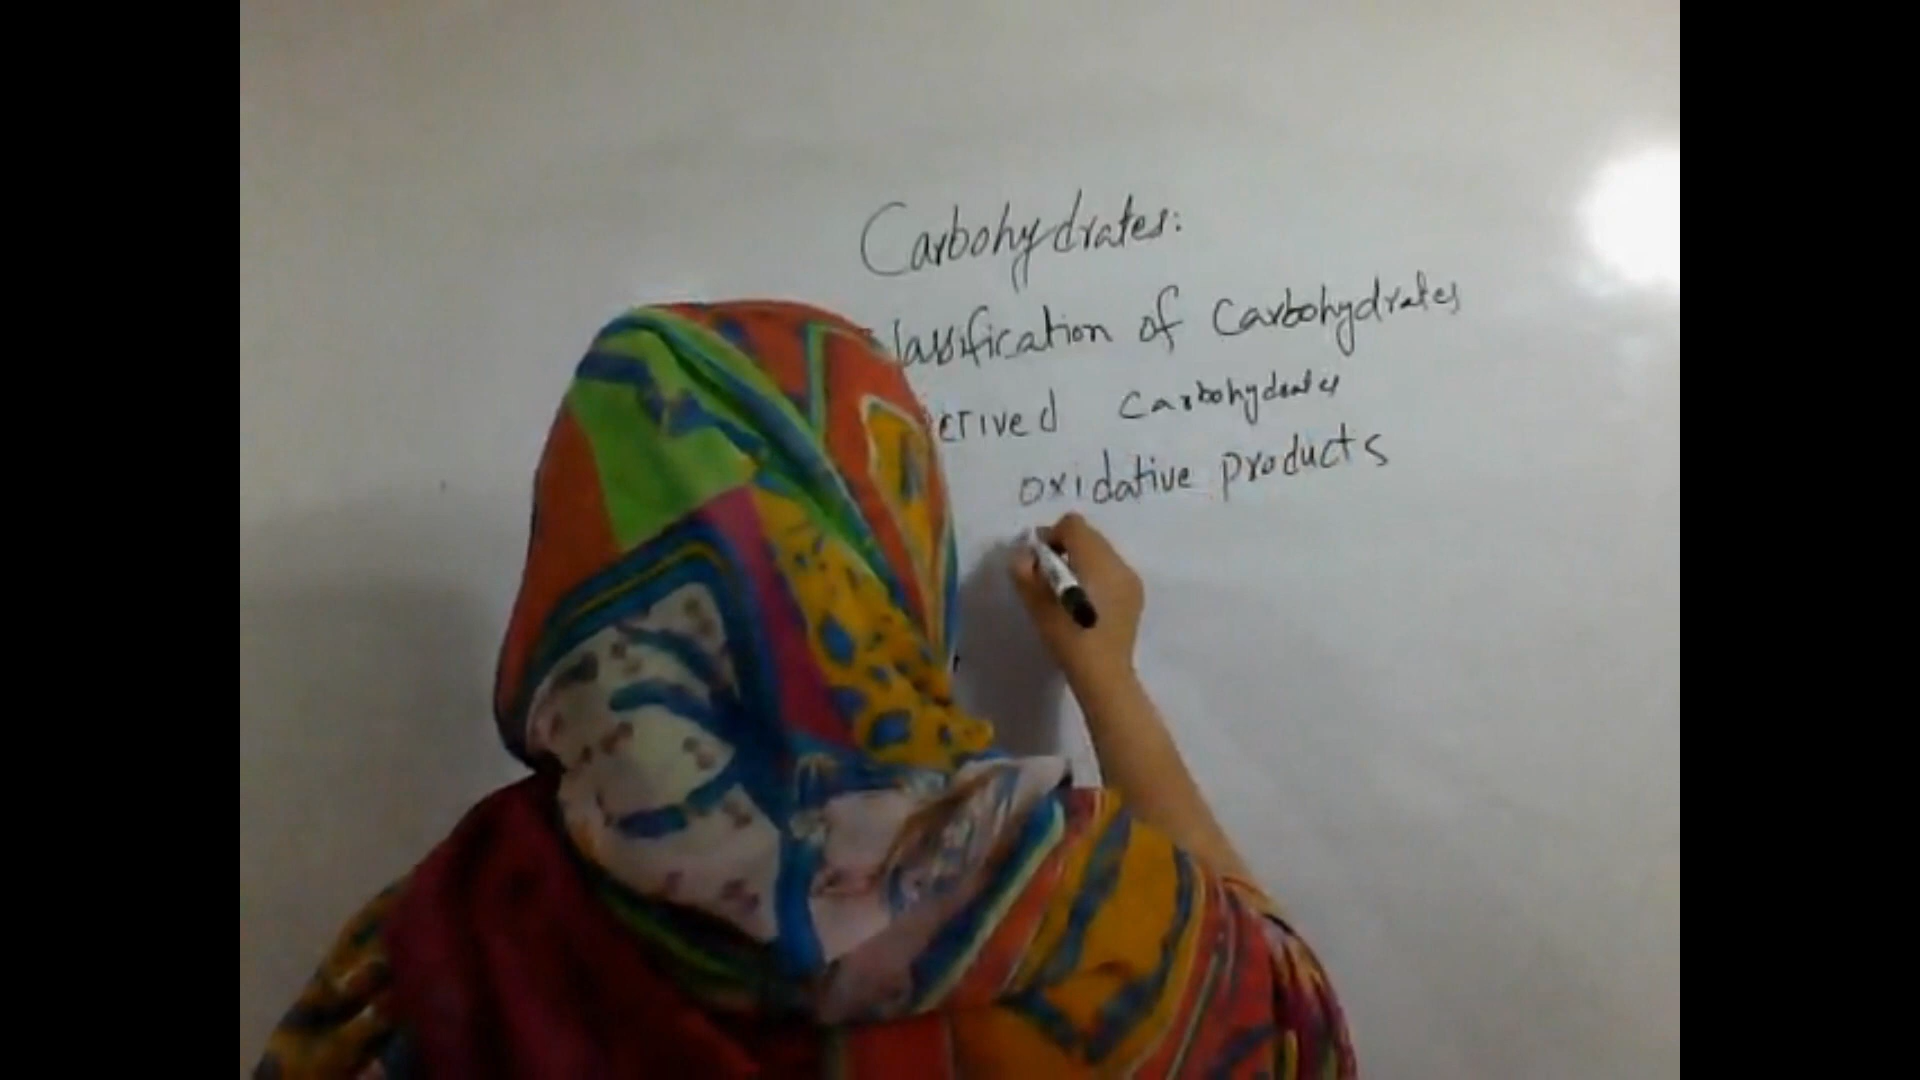 Carbohydrates:
lassification of Carbohydrates
erived Carbohydrates
oxidative products